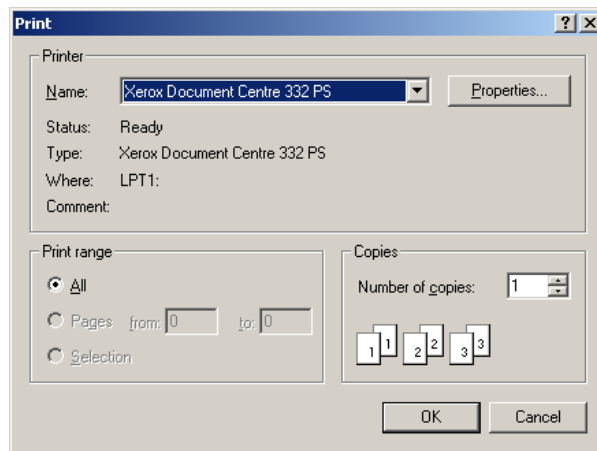 Print
Printer
Name: Xerox Document Centre 332 PS Properties...
Status: Ready
Type: Xerox Document Centre 332 PS
Where: LPT1:
Comment:
Print range
All
Pages from: 0 to: 0
Selection
Copies
Number of copies: 1
1 1 2 2 3 3
OK Cancel